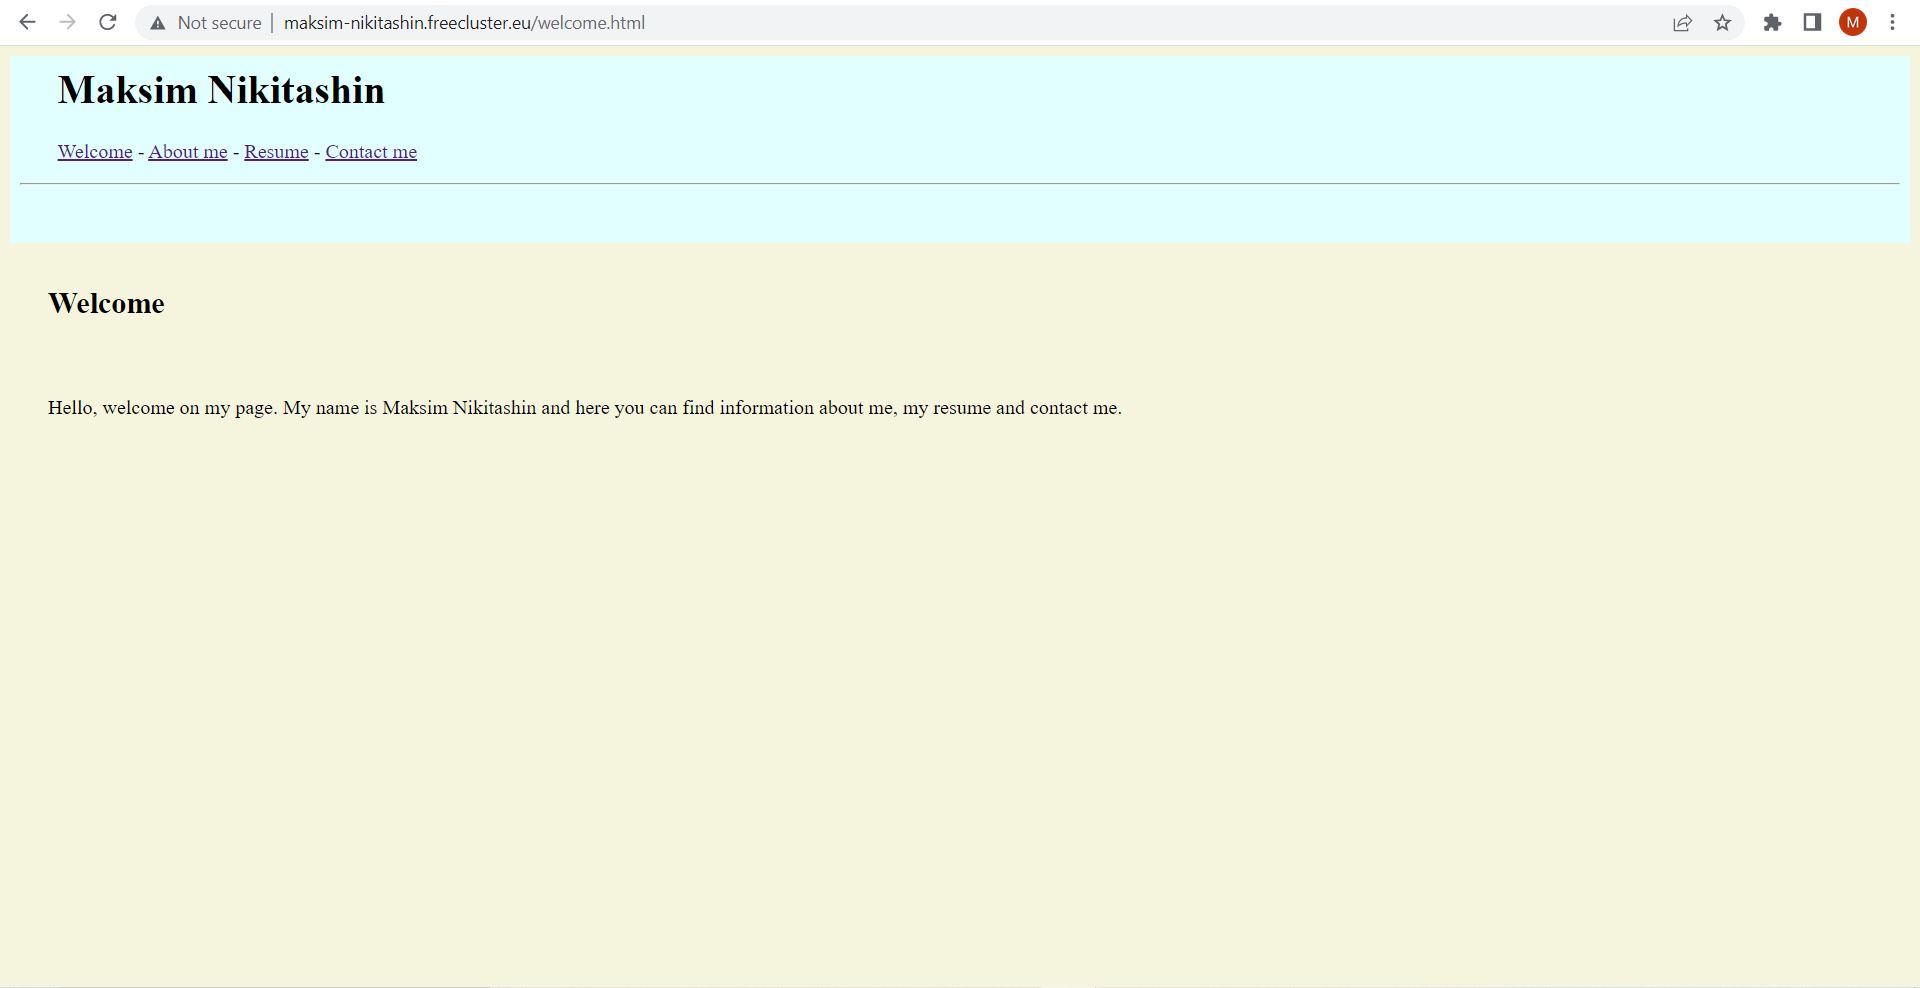 Not secure | maksim-nikitashin.freecluster.eu/welcome.html
M
Maksim Nikitashin
Welcome - About me - Resume - Contact me
Welcome
Hello, welcome on my page. My name is Maksim Nikitashin and here you can find information about me, my resume and contact me.